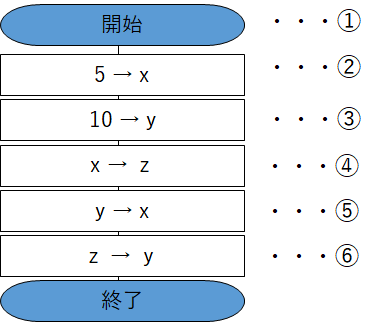 開始 ・・・①
5 → x ・・・②
10 → y ・・・③
x → z ・・・④
y → x ・・・⑤
z → y ・・・⑥
終了